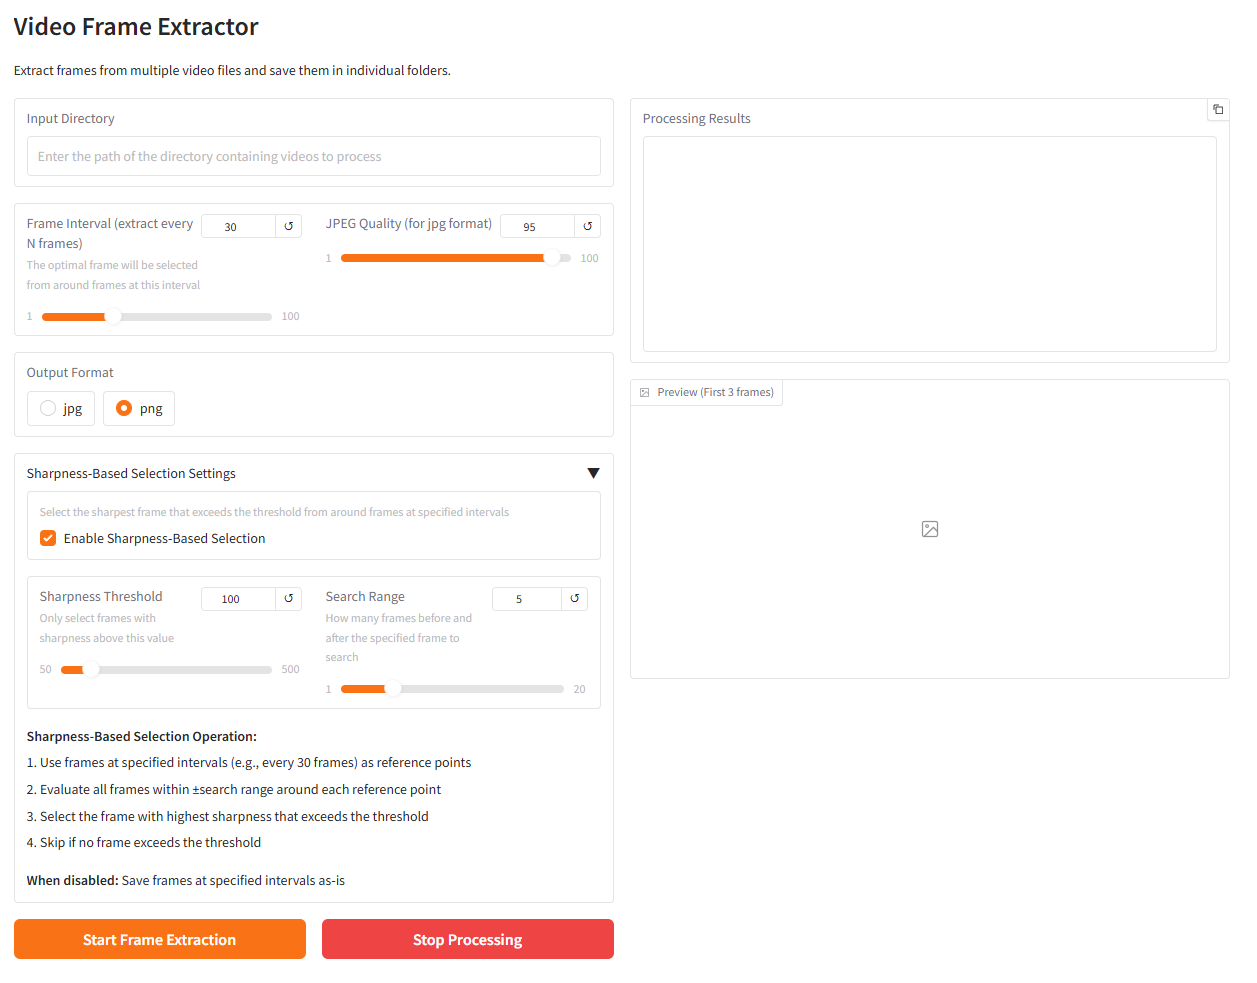 Video Frame Extractor
Extract frames from multiple video files and save them in individual folders.
Input Directory
Enter the path of the directory containing videos to process
Frame Interval (extract every
N frames)
30
↺
The optimal frame will be selected
from around frames at this interval
1
100
JPEG Quality (for jpg format)
95
↺
1
100
Output Format
jpg
png
Sharpness-Based Selection Settings
▼
Select the sharpest frame that exceeds the threshold from around frames at specified intervals
Enable Sharpness-Based Selection
Sharpness Threshold
100
↺
Only select frames with
sharpness above this value
50
500
Search Range
5
↺
How many frames before and
after the specified frame to
search
1
20
Sharpness-Based Selection Operation:
1. Use frames at specified intervals (e.g., every 30 frames) as reference points
2. Evaluate all frames within ±search range around each reference point
3. Select the frame with highest sharpness that exceeds the threshold
4. Skip if no frame exceeds the threshold
When disabled: Save frames at specified intervals as-is
Start Frame Extraction
Stop Processing
Processing Results
Preview (First 3 frames)